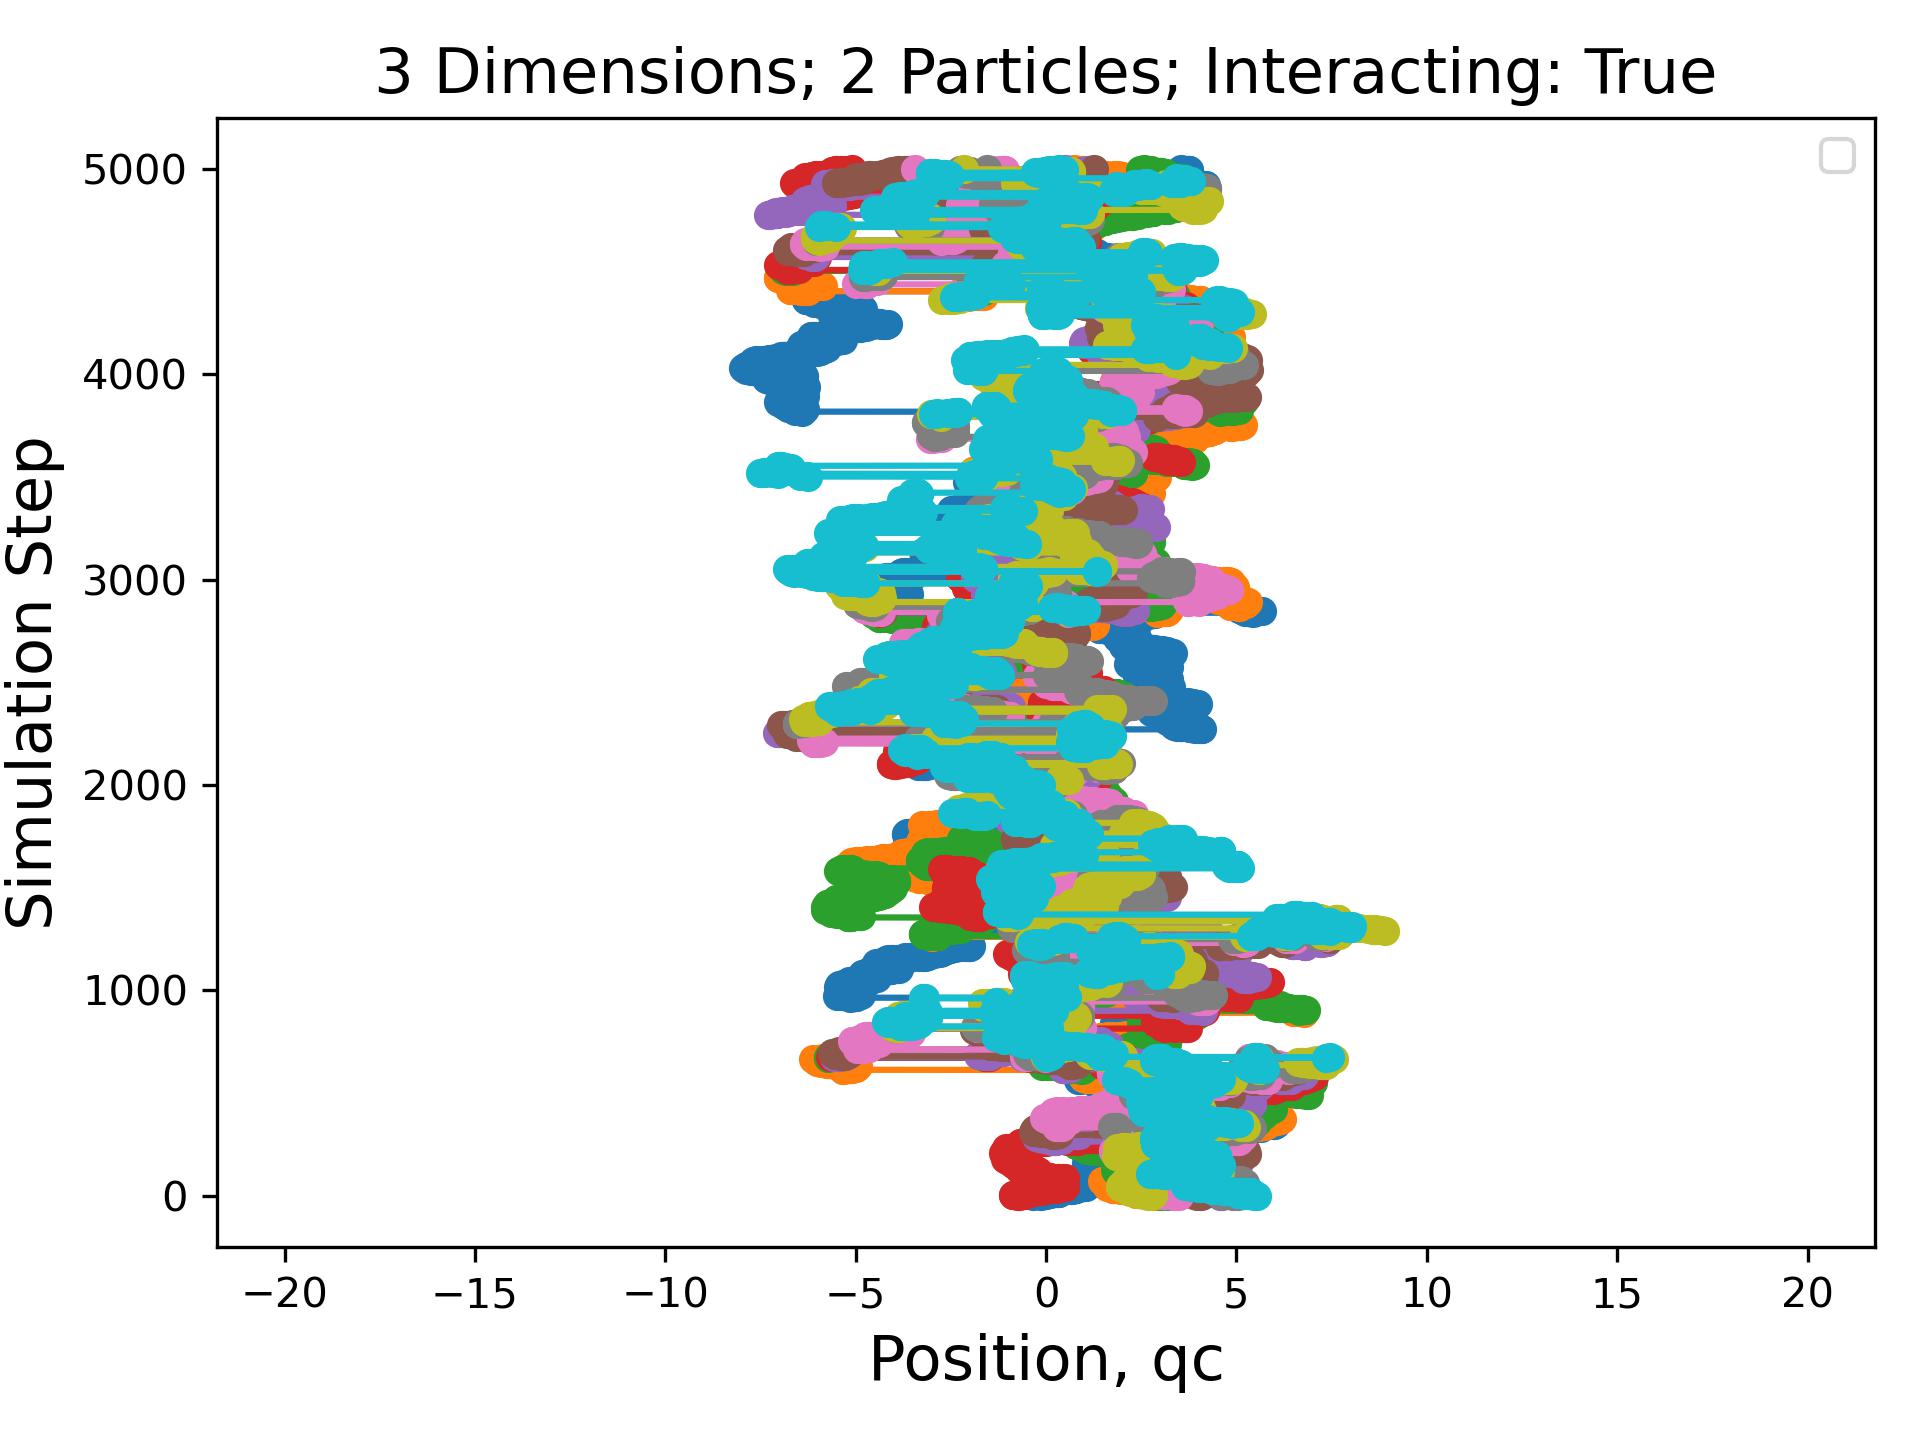 3 Dimensions; 2 Particles; Interacting: True
Simulation Step
5000
4000
3000
2000
1000
0
−20 −15 −10 −5 0 5 10 15 20
Position, qc